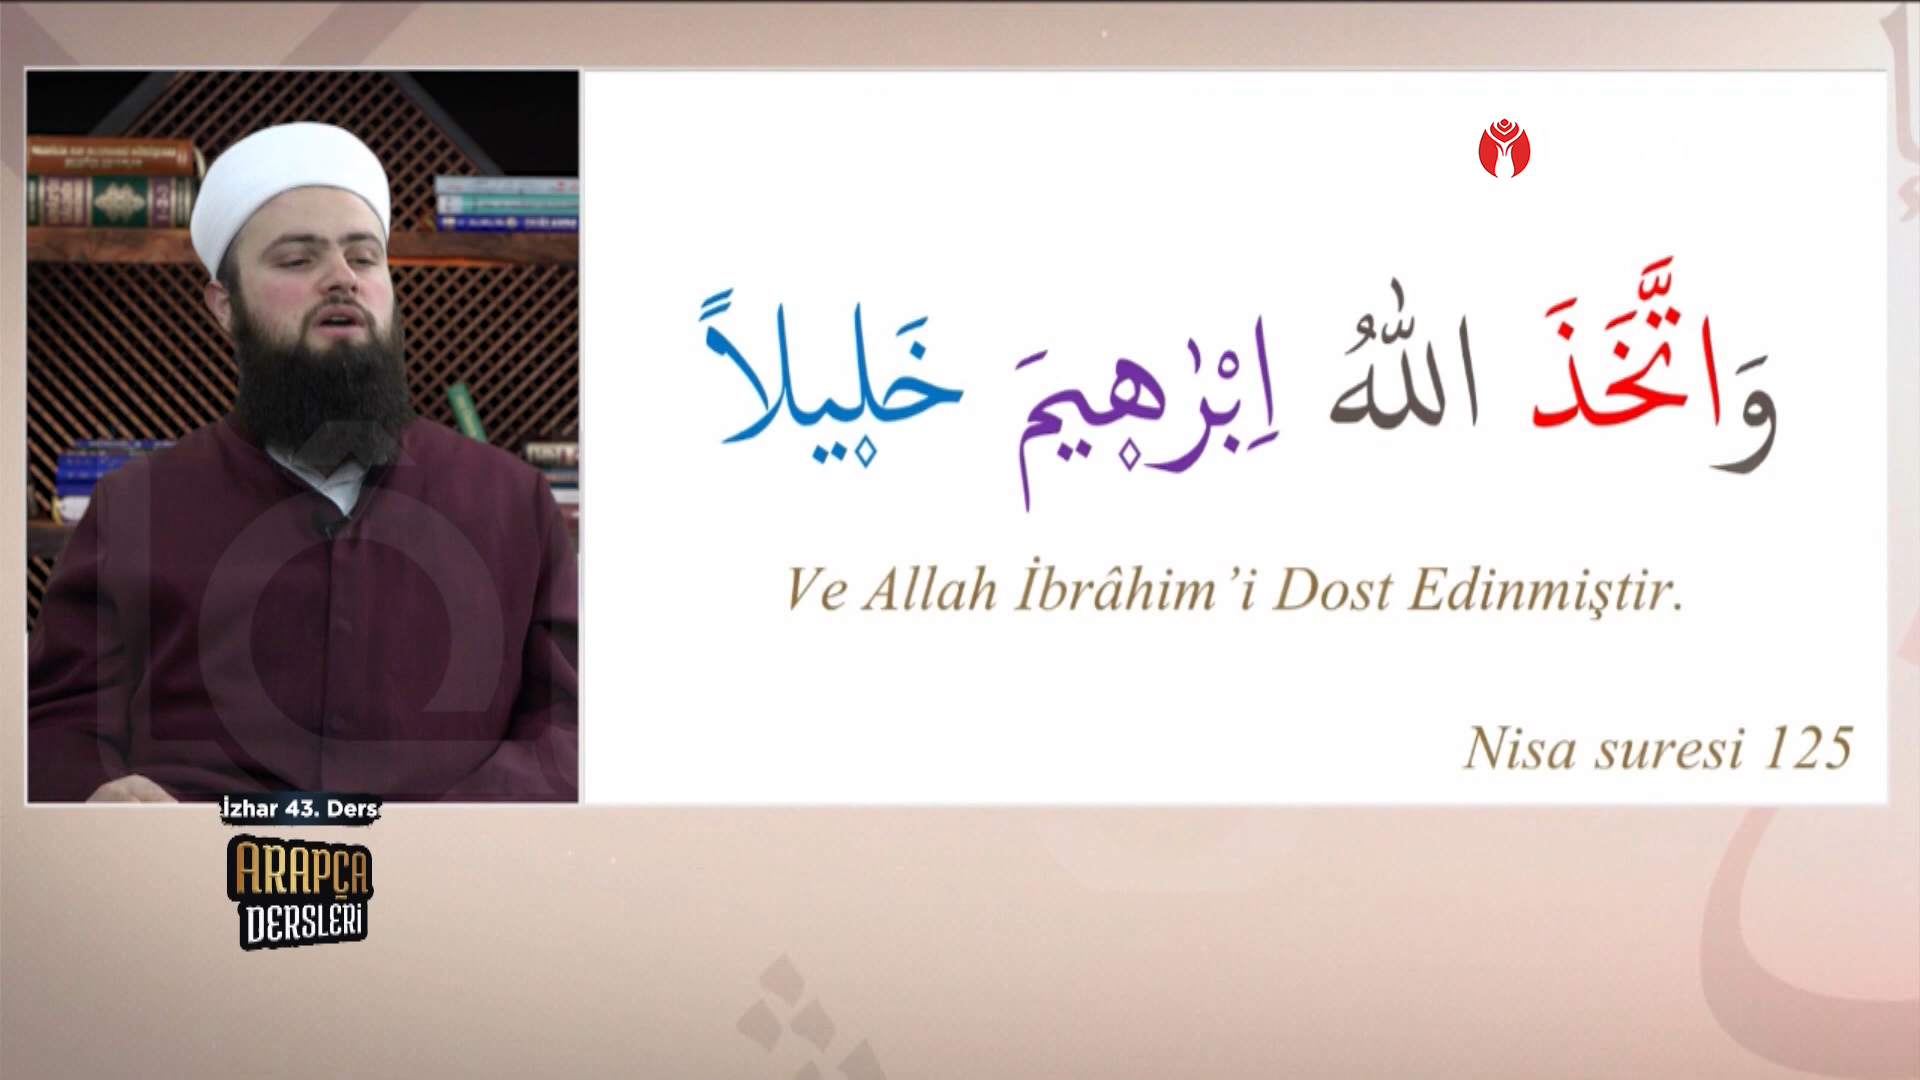 وَاتَّخَذَ اللّٰهُ اِبْرٰهٖيمَ خَلٖيلاً
Ve Allah İbrâhim’i Dost Edinmiştir.
Nisa suresi 125
İzhar 43. Ders
ARAPÇA
DERSLERİ